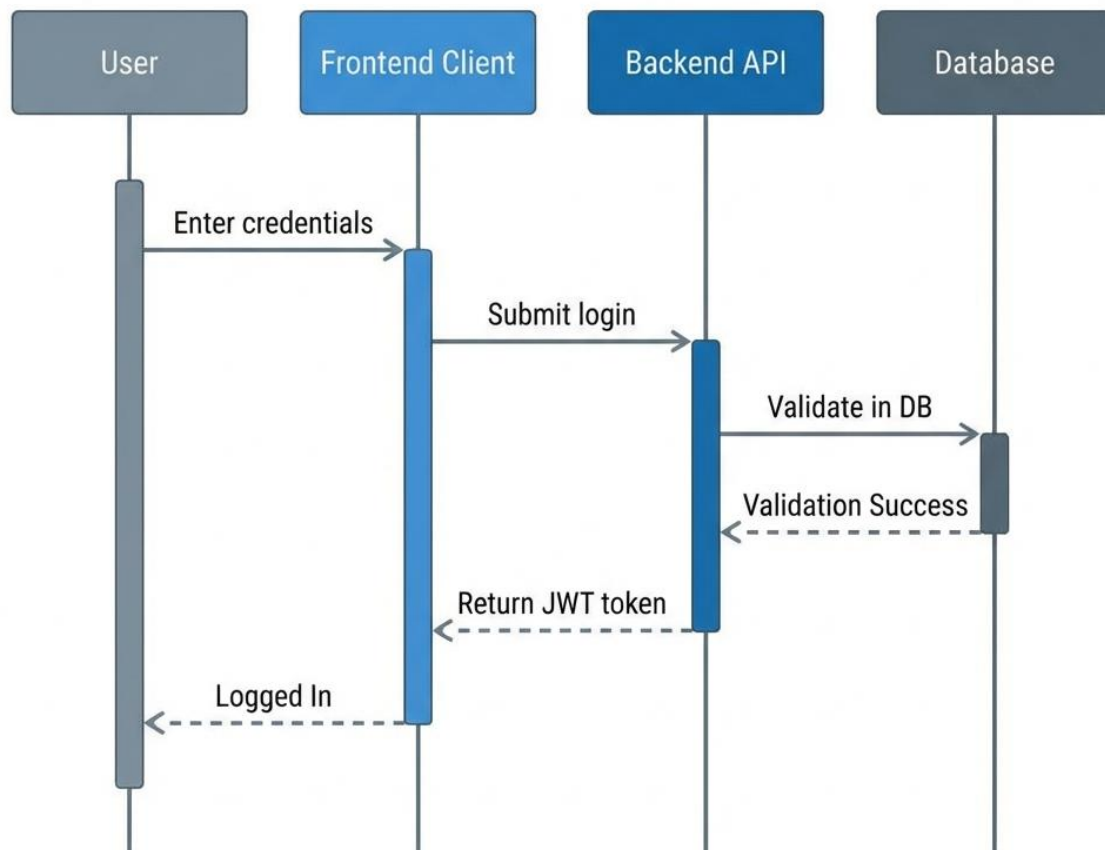 User
Frontend Client
Backend API
Database
Enter credentials
Submit login
Validate in DB
Validation Success
Return JWT token
Logged In